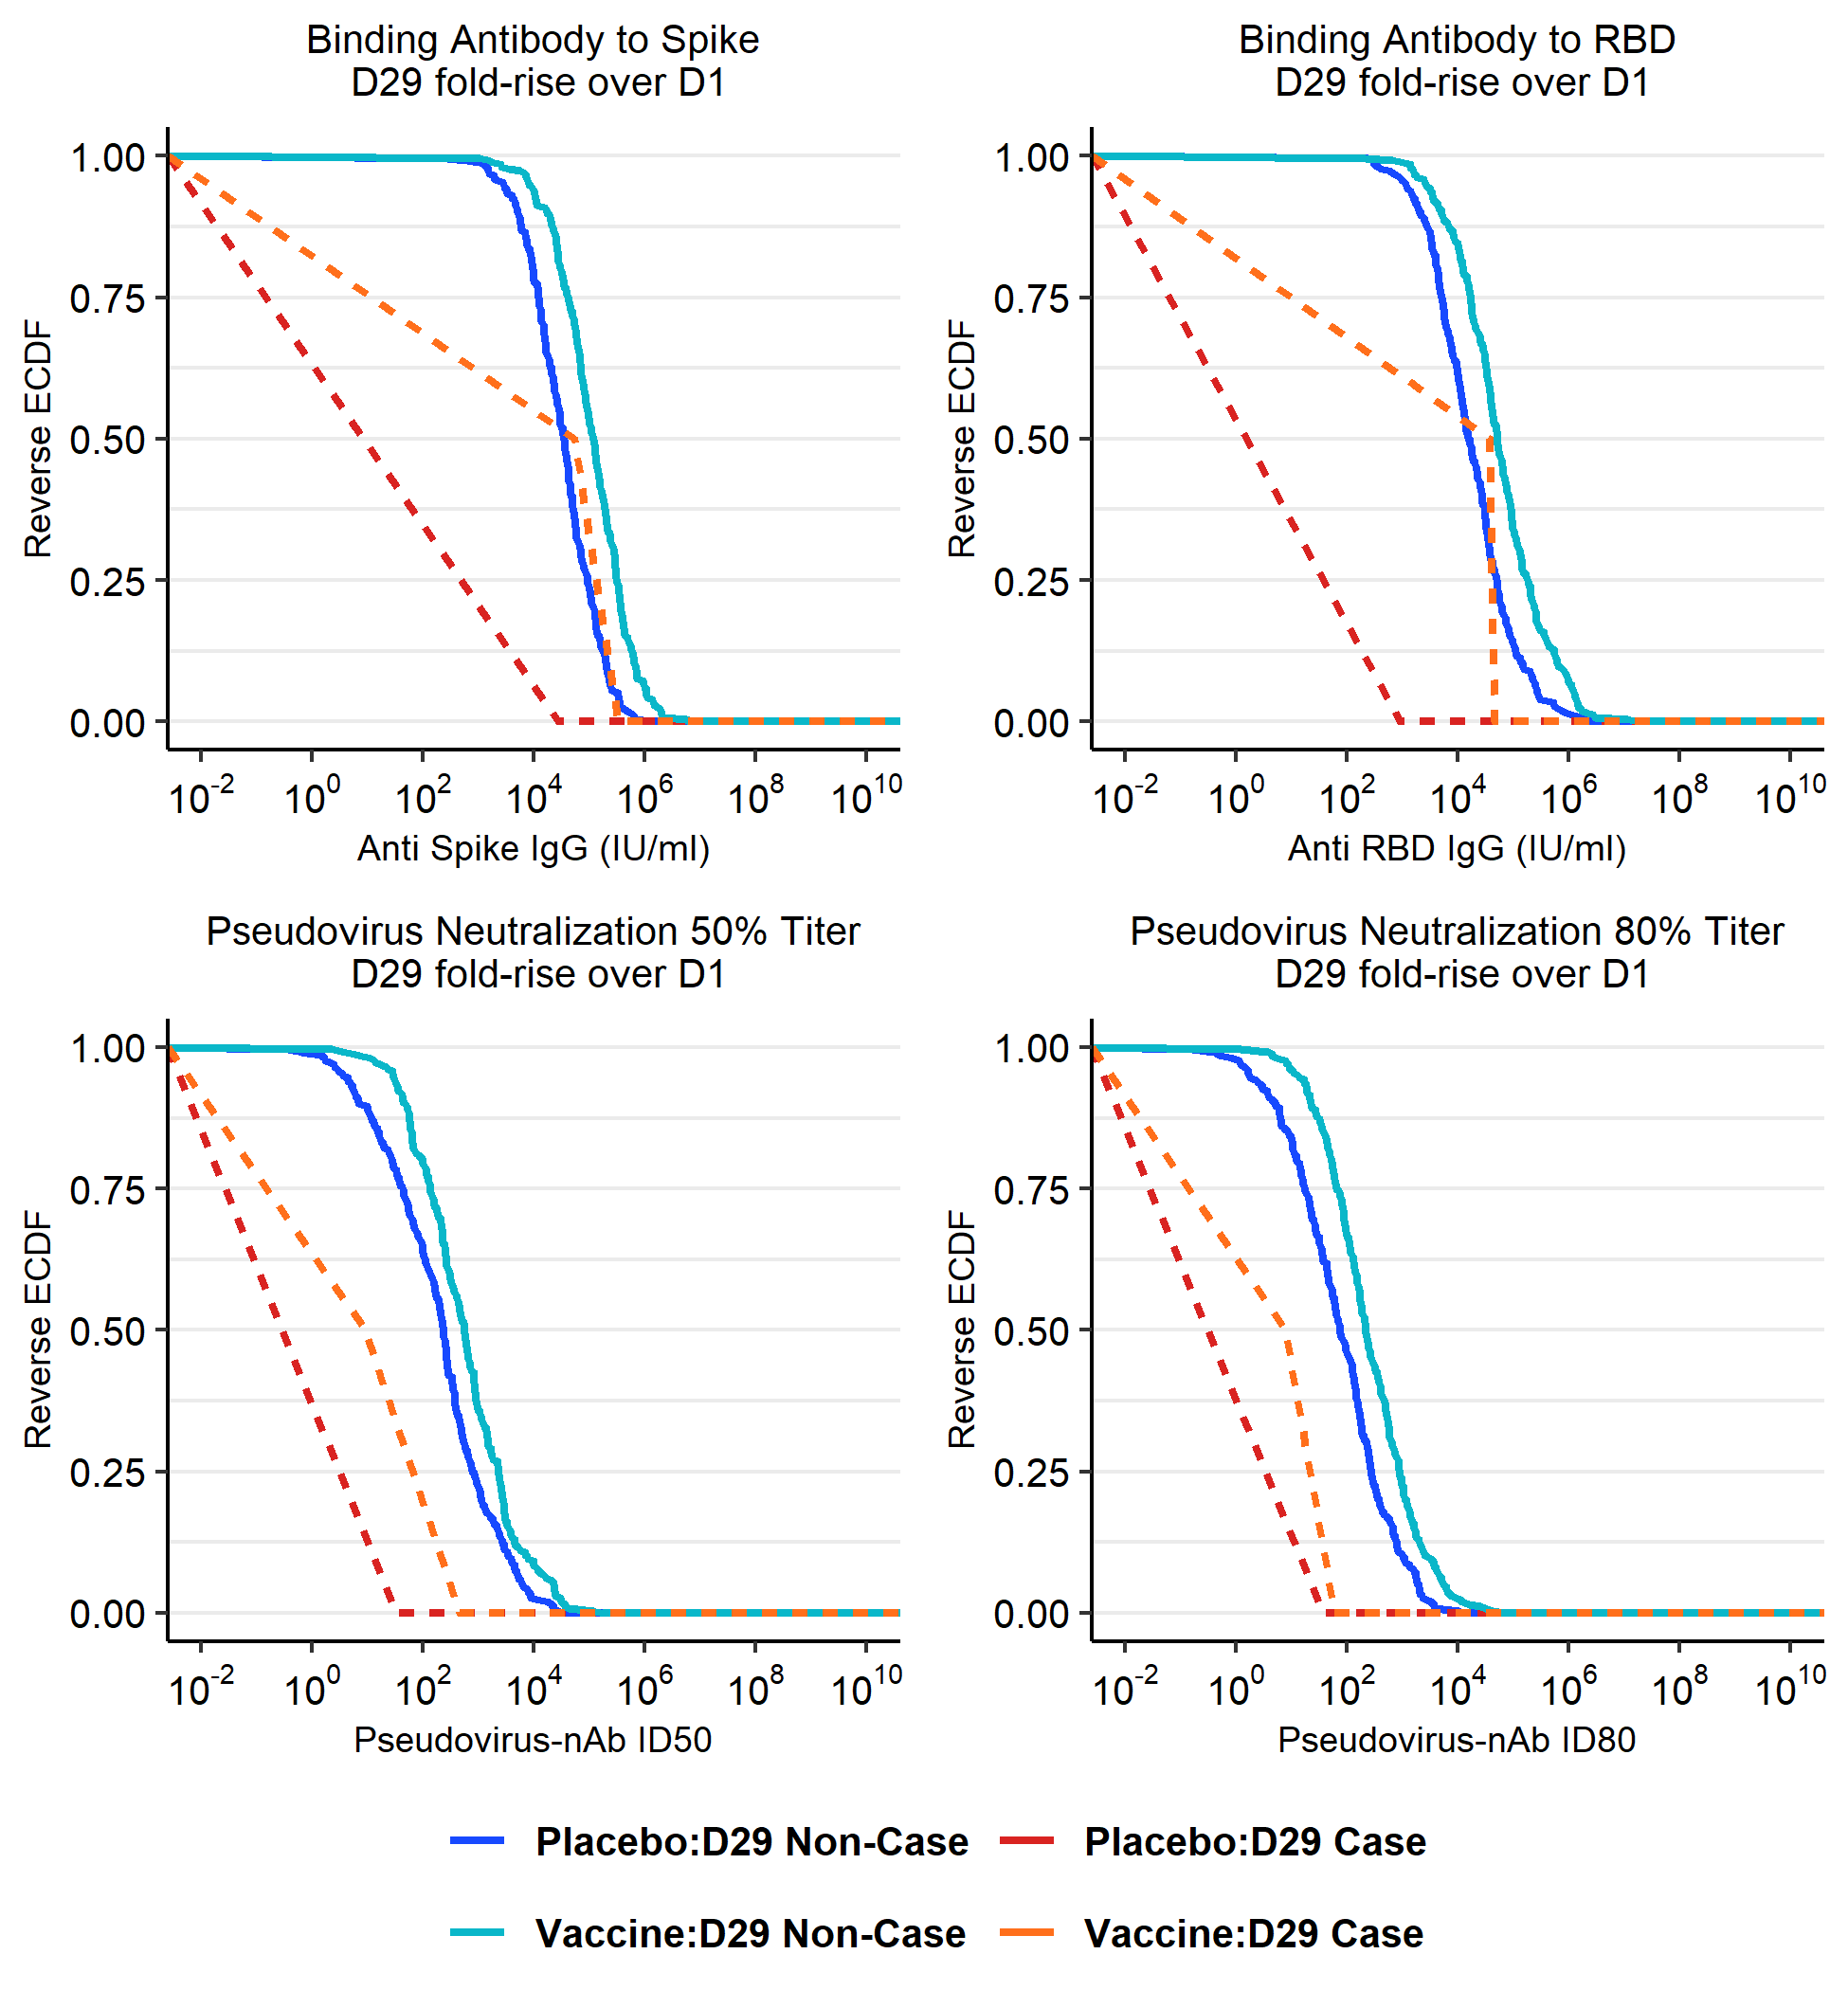 Binding Antibody to Spike
D29 fold-rise over D1
Reverse ECDF
1.00
0.75
0.50
0.25
0.00
10-2 100 102 104 106 108 1010
Anti Spike IgG (IU/ml)
Binding Antibody to RBD
D29 fold-rise over D1
Reverse ECDF
1.00
0.75
0.50
0.25
0.00
10-2 100 102 104 106 108 1010
Anti RBD IgG (IU/ml)
Pseudovirus Neutralization 50% Titer
D29 fold-rise over D1
Reverse ECDF
1.00
0.75
0.50
0.25
0.00
10-2 100 102 104 106 108 1010
Pseudovirus-nAb ID50
Pseudovirus Neutralization 80% Titer
D29 fold-rise over D1
Reverse ECDF
1.00
0.75
0.50
0.25
0.00
10-2 100 102 104 106 108 1010
Pseudovirus-nAb ID80
Placebo:D29 Non-Case Placebo:D29 Case
Vaccine:D29 Non-Case Vaccine:D29 Case